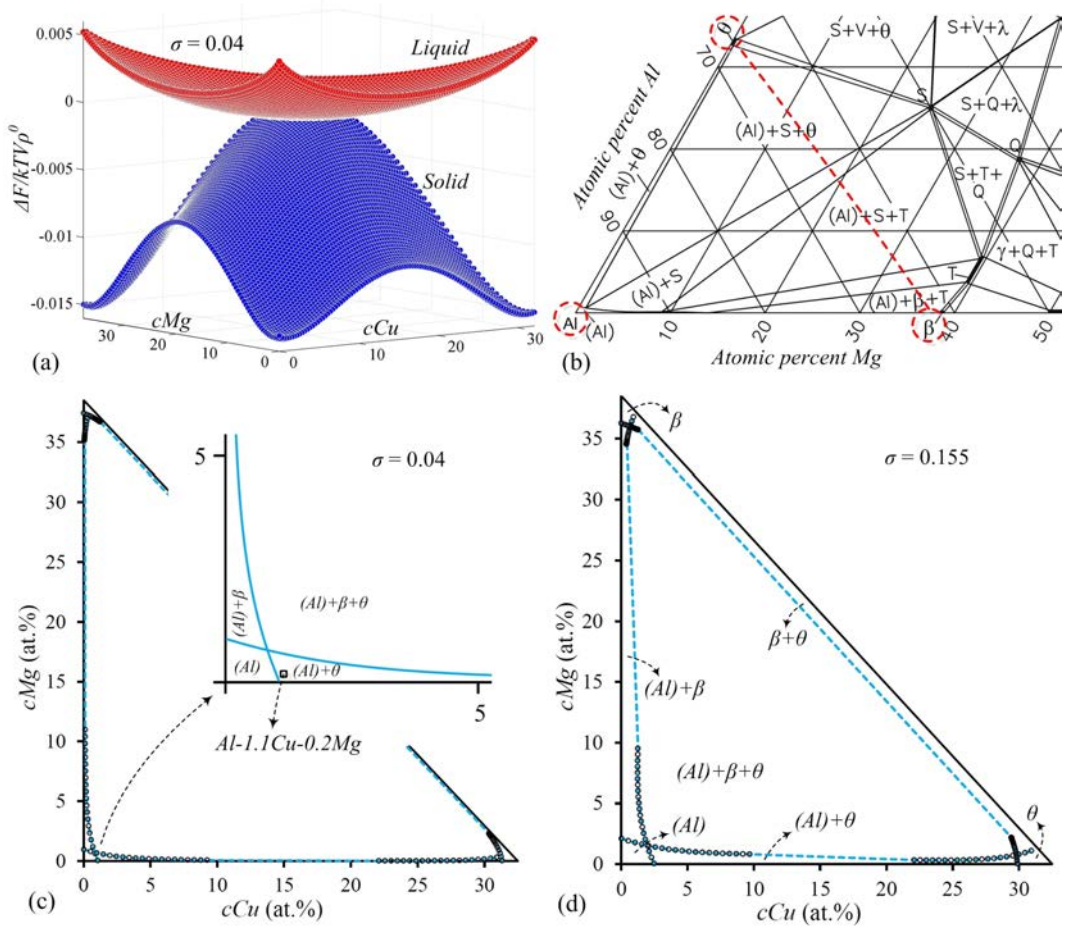 0.005
0
-0.005
-0.01
-0.015
ΔF/kTVρ⁰
σ = 0.04
Liquid
Solid
30
20
10
0
cMg
0
10
20
30
cCu
(a)
θ
70
80
90
Atomic percent Al
S+V+θ
S+V+λ
S
S+Q+λ
(Al)+S+θ
Q
(Al)+θ
S+T+
Q
(Al)+S+T
γ+Q+T
(Al)+S
T
(Al)+β+T
Al
(Al)
10
20
30
β
40
50
Atomic percent Mg
(b)
35
30
25
20
15
10
5
0
cMg (at.%)
5
σ = 0.04
(Al)+β
(Al)+β+θ
(Al)
(Al)+θ
5
Al-1.1Cu-0.2Mg
0
5
10
15
20
25
30
cCu (at.%)
(c)
35
30
25
20
15
10
5
0
cMg (at.%)
β
σ = 0.155
β+θ
(Al)+β
(Al)+β+θ
(Al)
(Al)+θ
θ
0
5
10
15
20
25
30
cCu (at.%)
(d)